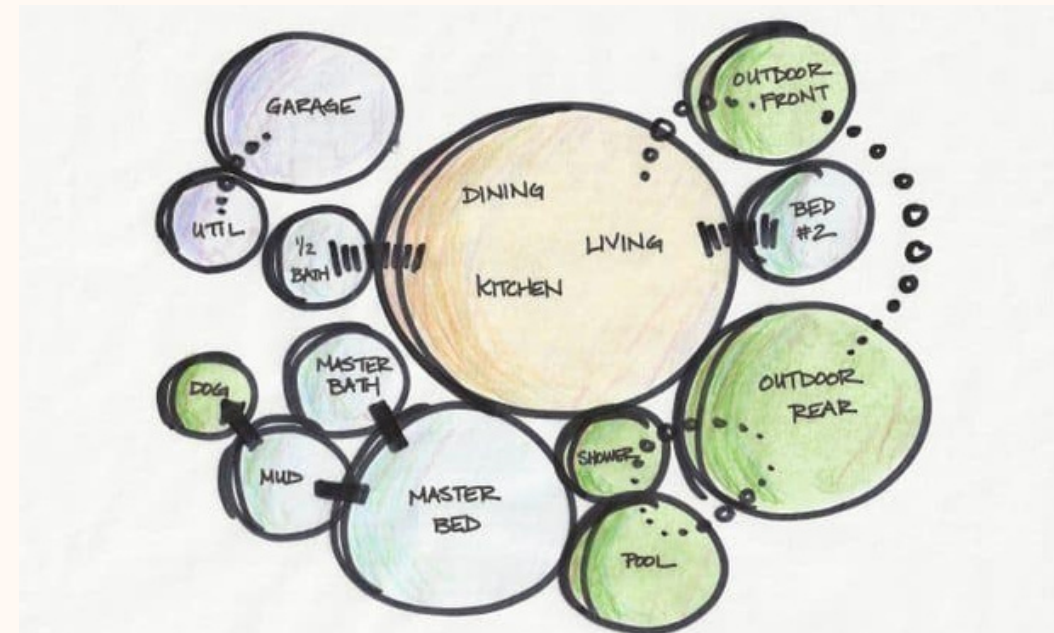 GARAGE
OUTDOOR
FRONT
DINING
UTIL
1/2
BATH
LIVING
BED
#2
KITCHEN
DOG
MASTER
BATH
OUTDOOR
REAR
MUD
MASTER
BED
SHOWER
POOL